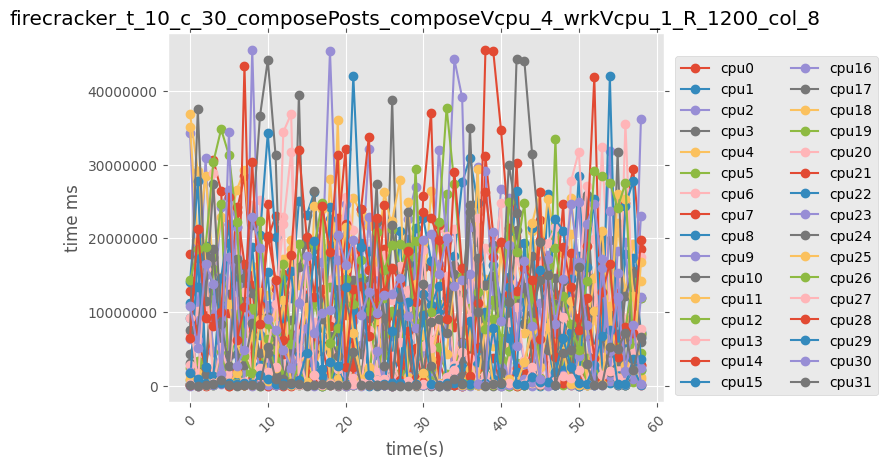 firecracker_t_10_c_30_composePosts_composeVcpu_4_wrkVcpu_1_R_1200_col_8
time ms
40000000
30000000
20000000
10000000
0
0
10
20
30
40
50
60
time(s)
cpu0
cpu1
cpu2
cpu3
cpu4
cpu5
cpu6
cpu7
cpu8
cpu9
cpu10
cpu11
cpu12
cpu13
cpu14
cpu15
cpu16
cpu17
cpu18
cpu19
cpu20
cpu21
cpu22
cpu23
cpu24
cpu25
cpu26
cpu27
cpu28
cpu29
cpu30
cpu31